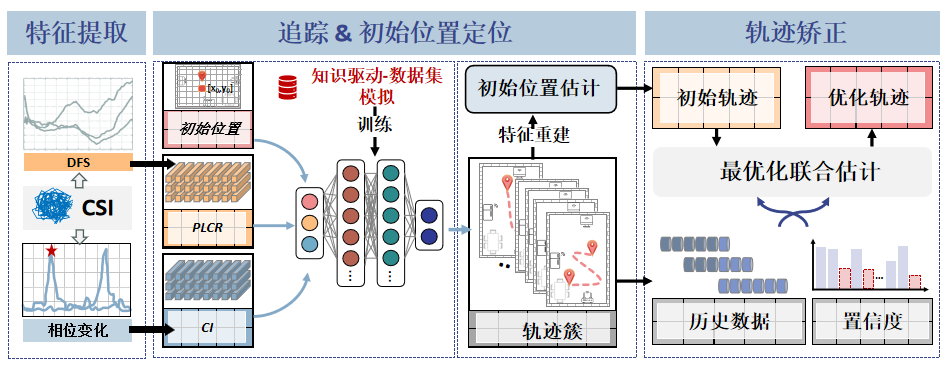 特征提取
追踪 & 初始位置定位
轨迹矫正
DFS
CSI
相位变化
[x₀,y₀]
初始位置
PLCR
CI
知识驱动-数据集
模拟
训练
初始位置估计
特征重建
轨迹簇
初始轨迹
优化轨迹
最优化联合估计
历史数据
置信度